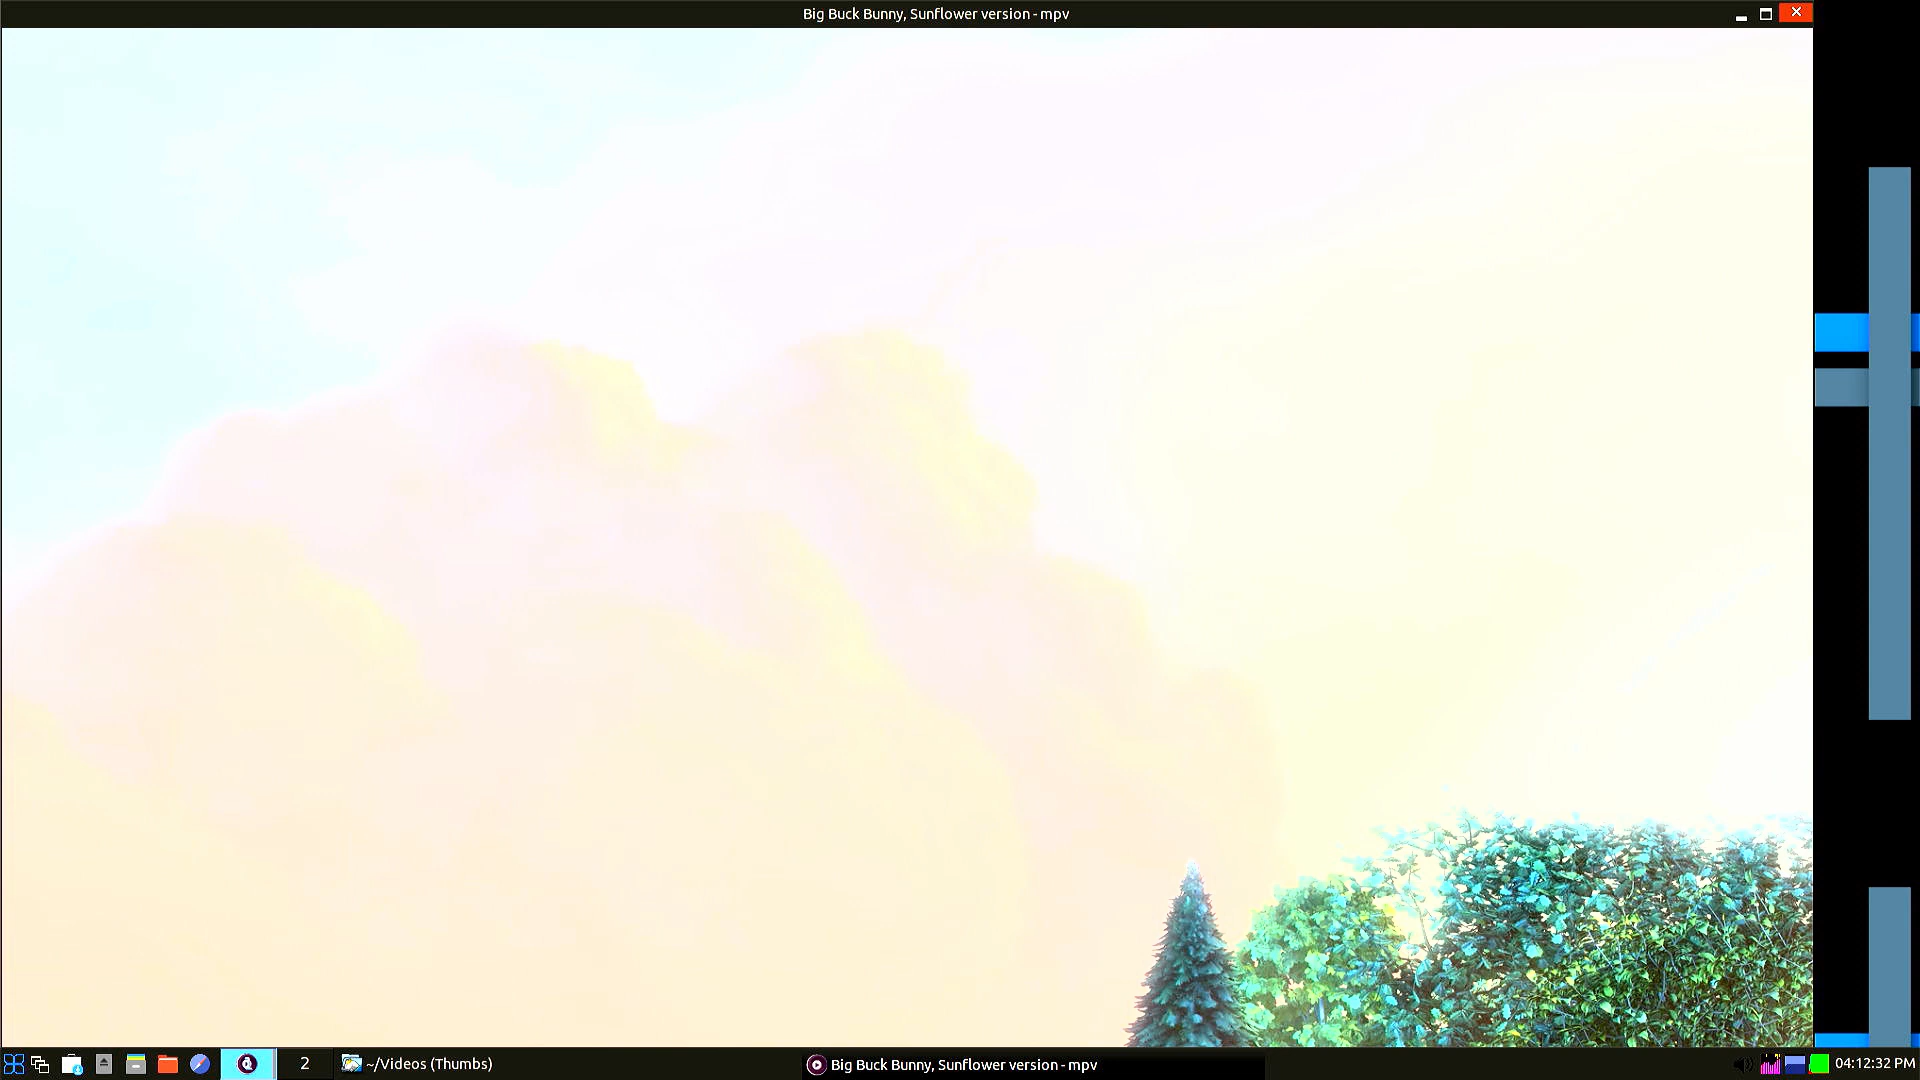 Big Buck Bunny, Sunflower version - mpv
2
~/Videos (Thumbs)
Big Buck Bunny, Sunflower version - mpv
04:12:32 PM